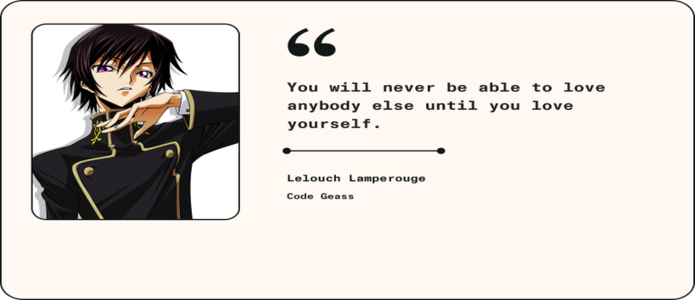 “
You will never be able to love
anybody else until you love
yourself.
Lelouch Lamperouge
Code Geass